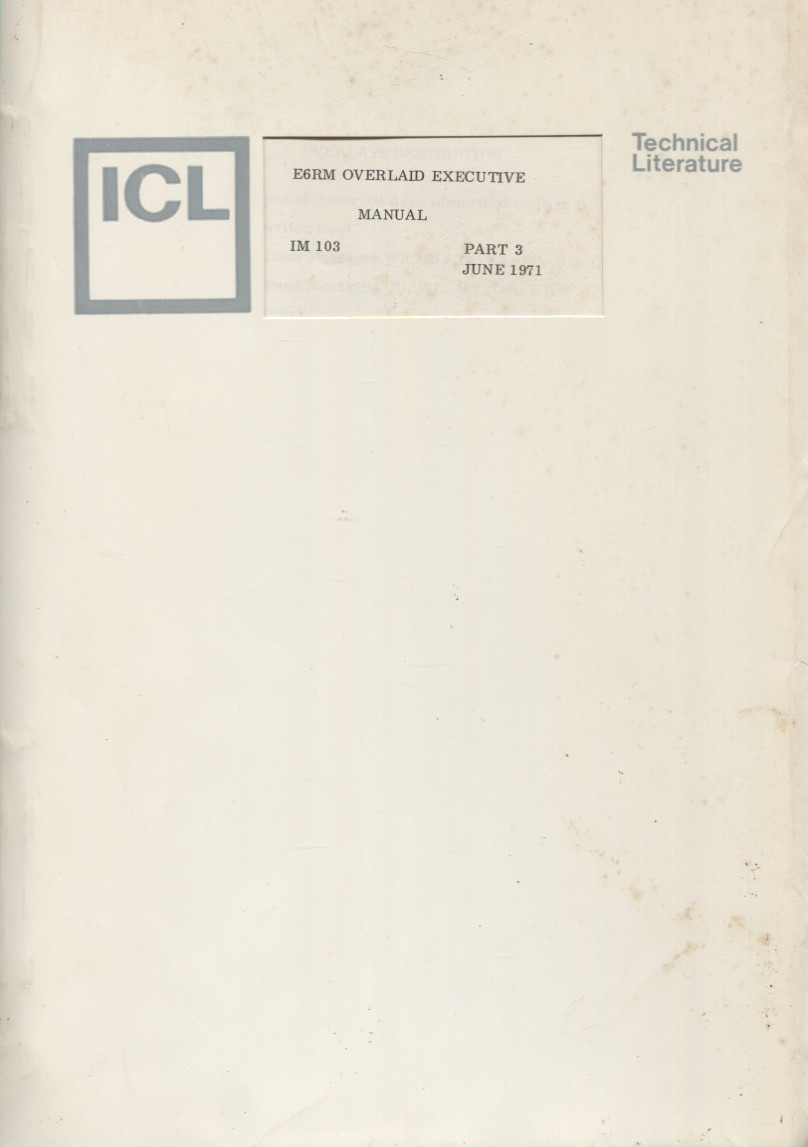 ICL
E6RM OVERLAID EXECUTIVE
MANUAL
IM 103 PART 3
JUNE 1971
Technical
Literature